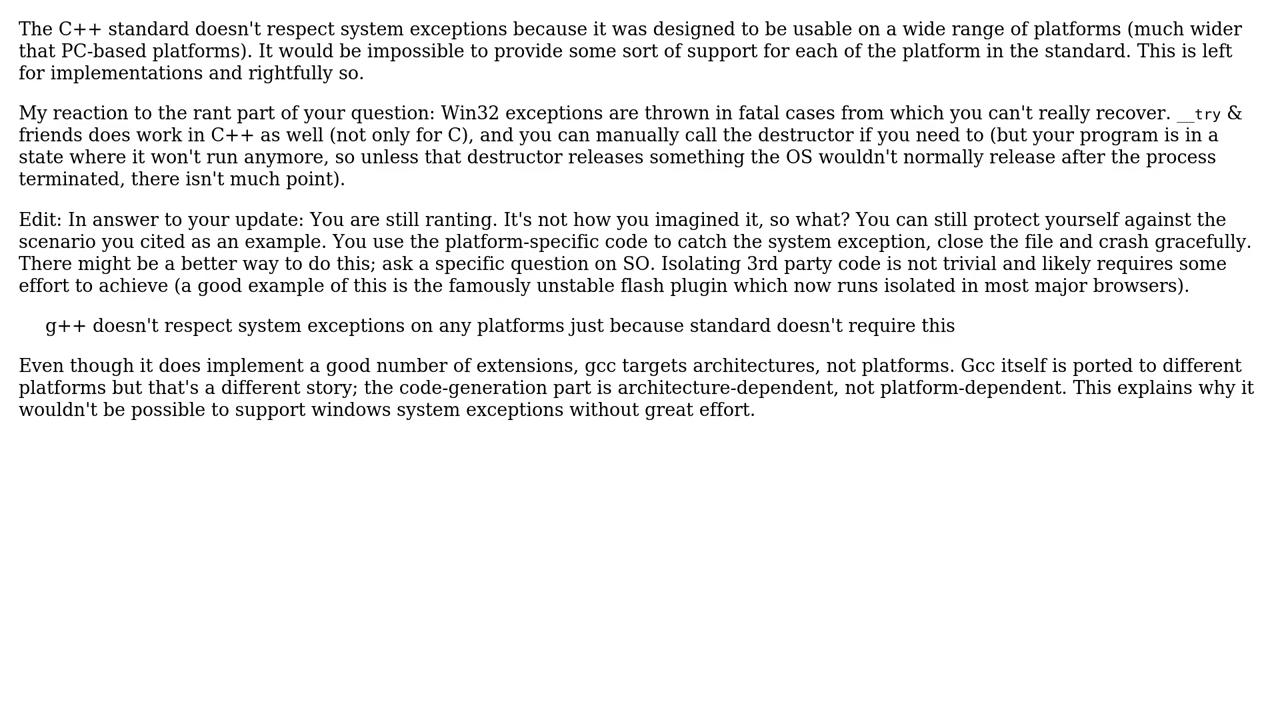 The C++ standard doesn't respect system exceptions because it was designed to be usable on a wide range of platforms (much wider
that PC-based platforms). It would be impossible to provide some sort of support for each of the platform in the standard. This is left
for implementations and rightfully so.
My reaction to the rant part of your question: Win32 exceptions are thrown in fatal cases from which you can't really recover. __try &
friends does work in C++ as well (not only for C), and you can manually call the destructor if you need to (but your program is in a
state where it won't run anymore, so unless that destructor releases something the OS wouldn't normally release after the process
terminated, there isn't much point).
Edit: In answer to your update: You are still ranting. It's not how you imagined it, so what? You can still protect yourself against the
scenario you cited as an example. You use the platform-specific code to catch the system exception, close the file and crash gracefully.
There might be a better way to do this; ask a specific question on SO. Isolating 3rd party code is not trivial and likely requires some
effort to achieve (a good example of this is the famously unstable flash plugin which now runs isolated in most major browsers).
g++ doesn't respect system exceptions on any platforms just because standard doesn't require this
Even though it does implement a good number of extensions, gcc targets architectures, not platforms. Gcc itself is ported to different
platforms but that's a different story; the code-generation part is architecture-dependent, not platform-dependent. This explains why it
wouldn't be possible to support windows system exceptions without great effort.